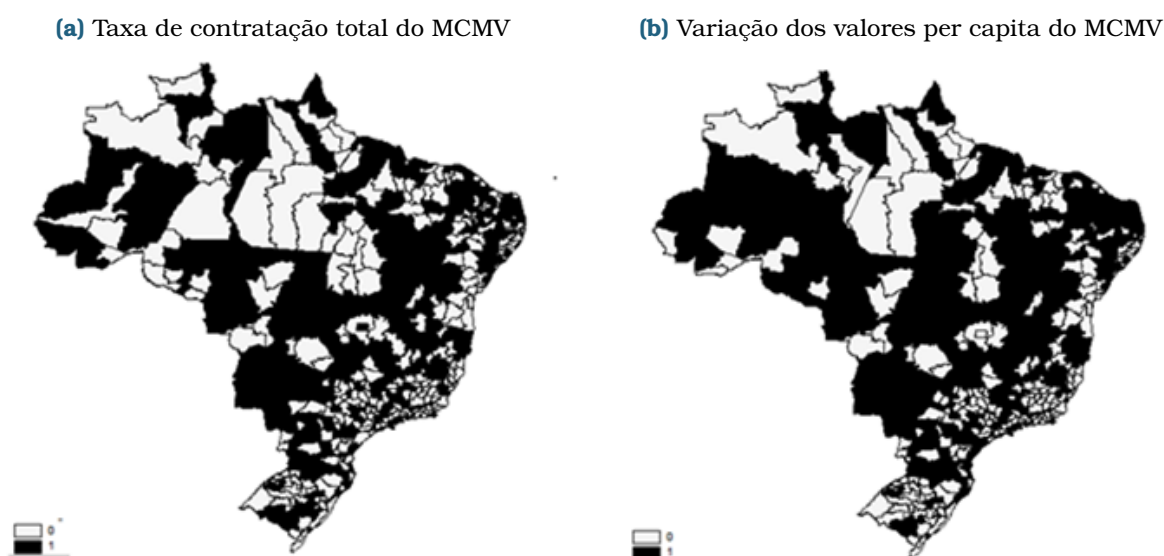 (a) Taxa de contratação total do MCMV
(b) Variação dos valores per capita do MCMV
0
1
0
1